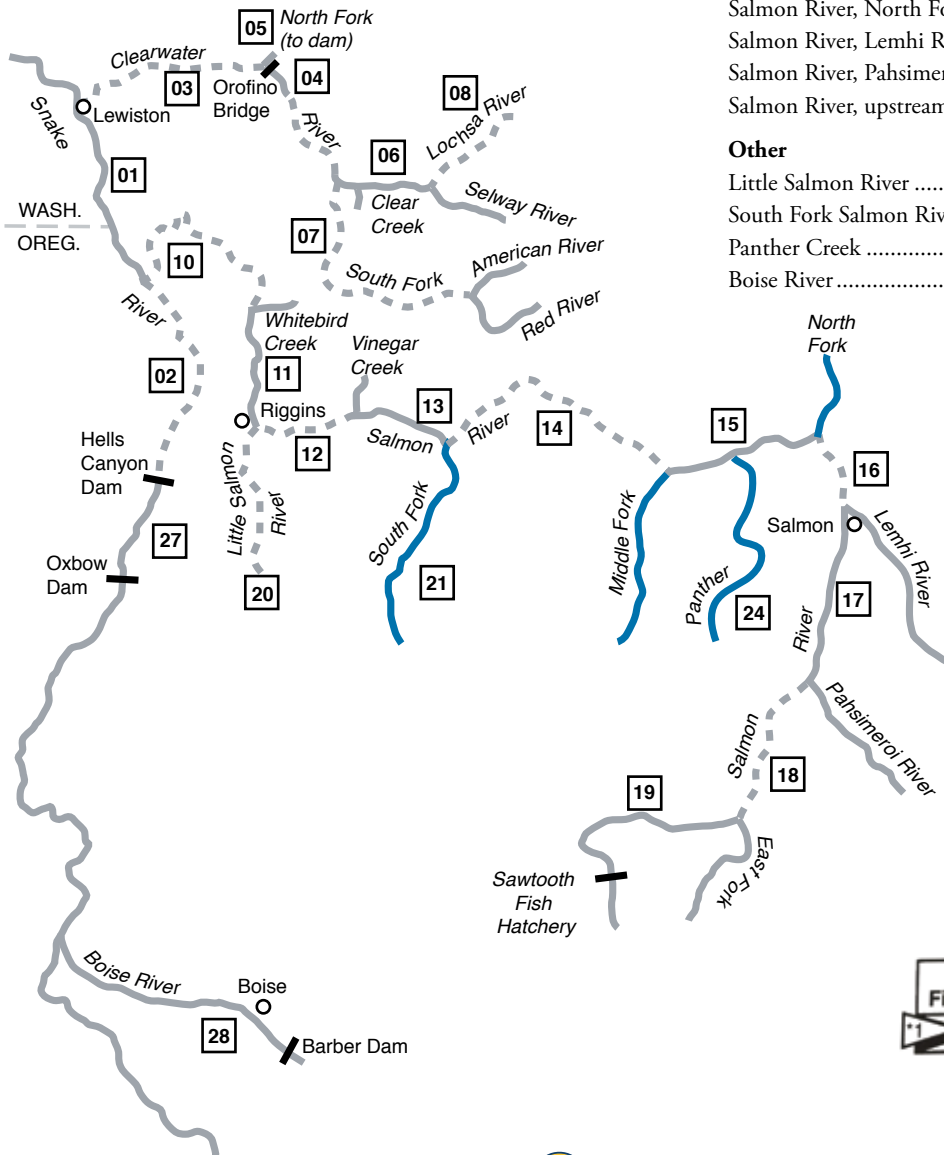 Salmon River, North Fo
Salmon River, Lemhi R
Salmon River, Pahsimer
Salmon River, upstream
Other
Little Salmon River .....
South Fork Salmon Riv
Panther Creek ................
Boise River .....................
05
North Fork
(to dam)
Clearwater
03
04
Orofino
Bridge
08
Lochsa River
Snake
Lewiston
River
01
06
Selway River
Clear
Creek
WASH.
OREG.
07
10
South Fork
American River
Red River
River
Whitebird
Creek
Vinegar
Creek
North
Fork
02
11
Riggins
13
River
14
15
Salmon
12
Hells
Canyon
Dam
Little Salmon
River
16
Salmon
Lemhi River
27
South Fork
Middle Fork
Oxbow
Dam
20
21
Panther
24
17
River
Pahsimeroi River
Salmon
18
19
East Fork
Sawtooth
Fish
Hatchery
Boise River
Boise
28
Barber Dam
Fi
*1